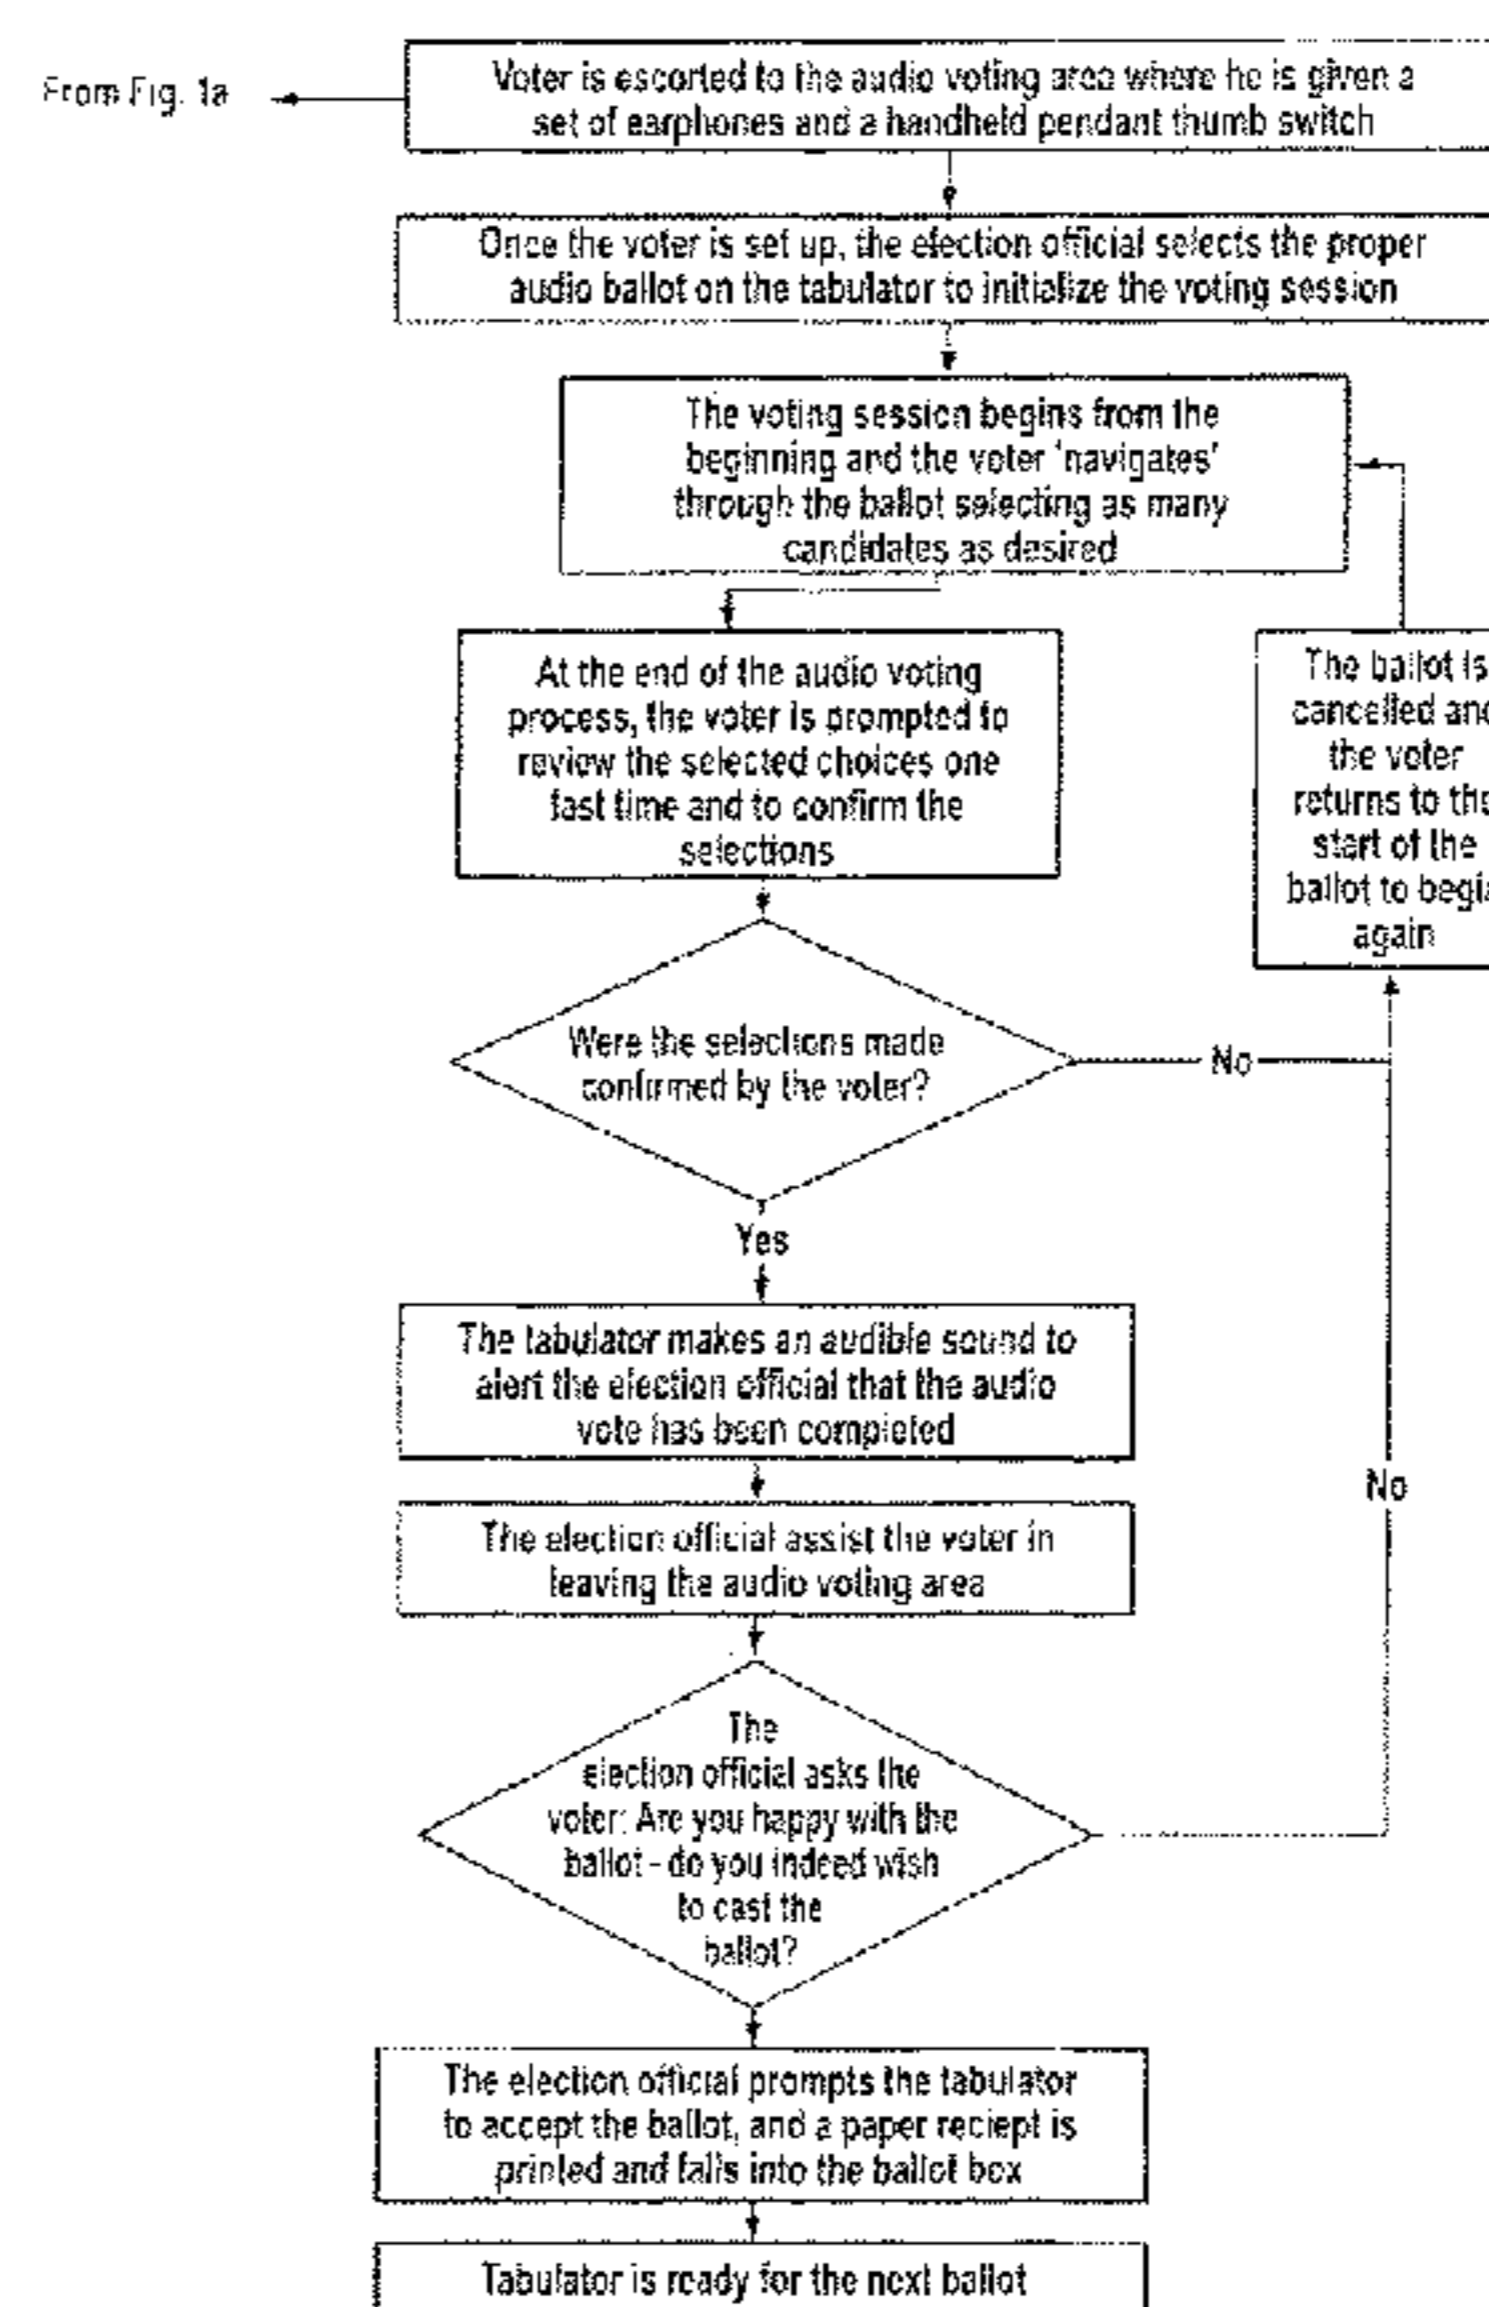 From Fig. 1a
Voter is escorted to the audio voting area where he is given a
set of earphones and a handheld pendant thumb switch
Once the voter is set up, the election official selects the proper
audio ballot on the tabulator to initialize the voting session
The voting session begins from the
beginning and the voter 'navigates'
through the ballot selecting as many
candidates as desired
At the end of the audio voting
process, the voter is prompted to
review the selected choices one
last time and to confirm the
selections
The ballot is
cancelled and
the voter
returns to the
start of the
ballot to begin
again
Were the selections made
confirmed by the voter?
No
Yes
The tabulator makes an audible sound to
alert the election official that the audio
vote has been completed
No
The election official assist the voter in
leaving the audio voting area
The
election official asks the
voter: Are you happy with the
ballot - do you indeed wish
to cast the
ballot?
The election official prompts the tabulator
to accept the ballot, and a paper reciept is
printed and falls into the ballot box
Tabulator is ready for the next ballot